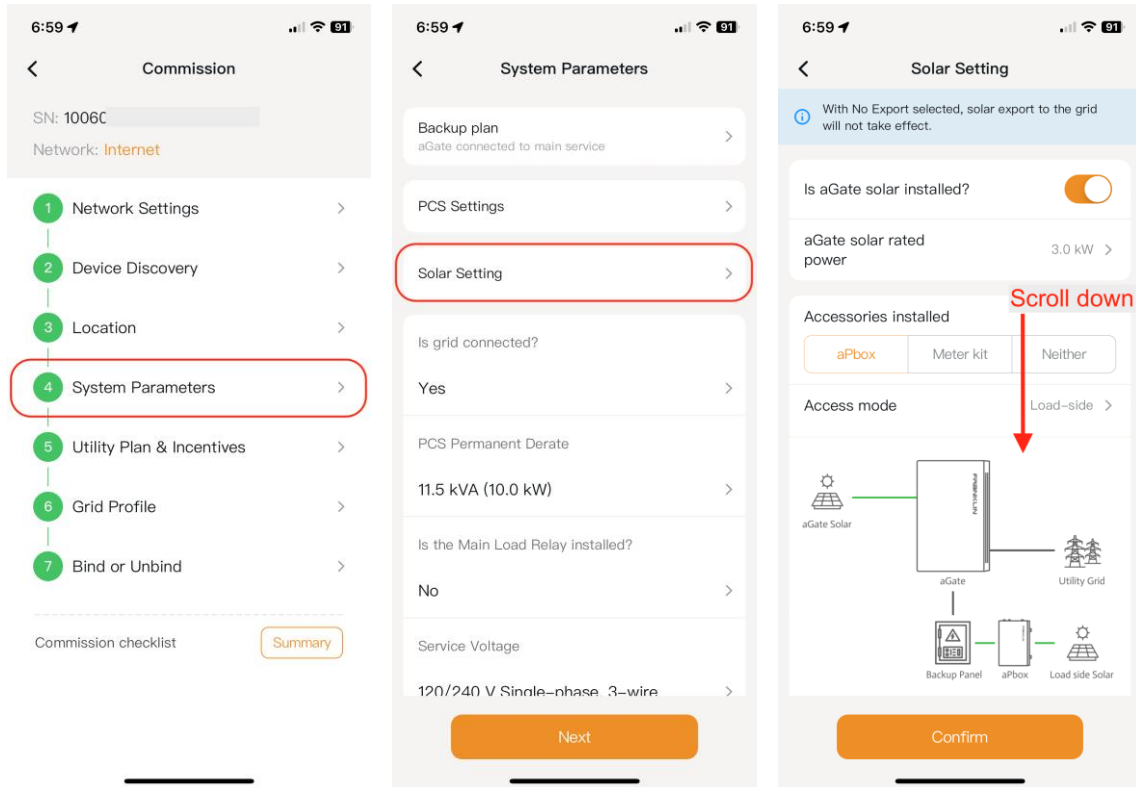 6:59
91
Commission
SN: 10060
Network: Internet
1 Network Settings
2 Device Discovery
3 Location
4 System Parameters
5 Utility Plan & Incentives
6 Grid Profile
7 Bind or Unbind
Commission checklist
Summary
6:59
91
System Parameters
Backup plan
aGate connected to main service
PCS Settings
Solar Setting
Is grid connected?
Yes
PCS Permanent Derate
11.5 kVA (10.0 kW)
Is the Main Load Relay installed?
No
Service Voltage
120/240 V Single-phase, 3-wire
Next
6:59
91
Solar Setting
With No Export selected, solar export to the grid
will not take effect.
Is aGate solar installed?
aGate solar rated
power
3.0 kW
Scroll down
Accessories installed
aPbox
Meter kit
Neither
Access mode
Load-side
FRANKLIN
aGate Solar
aGate
Utility Grid
Backup Panel
aPbox
Load side Solar
Confirm